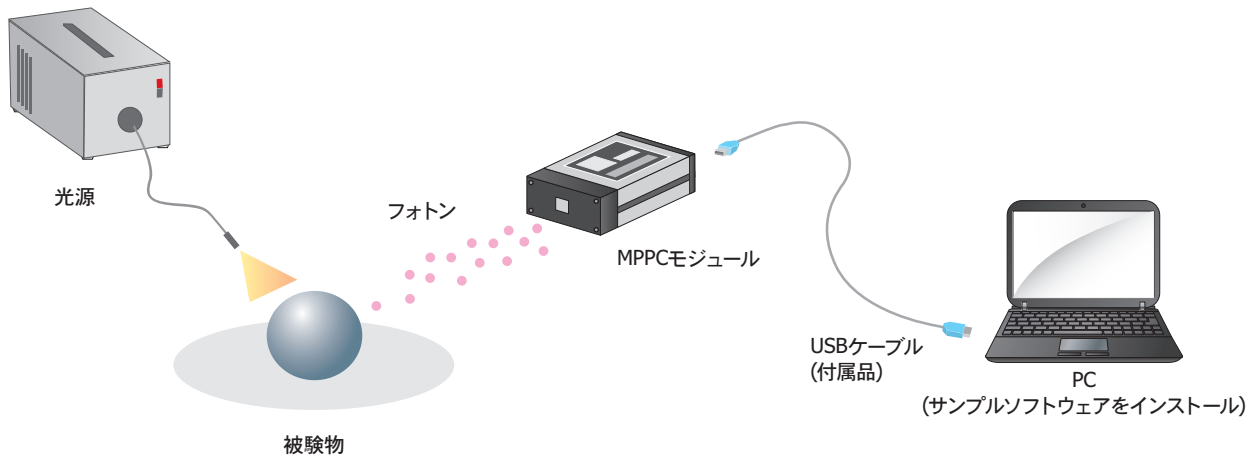 光源
フォトン
MPPCモジュール
USBケーブル
(付属品)
PC
(サンプルソフトウェアをインストール)
被験物